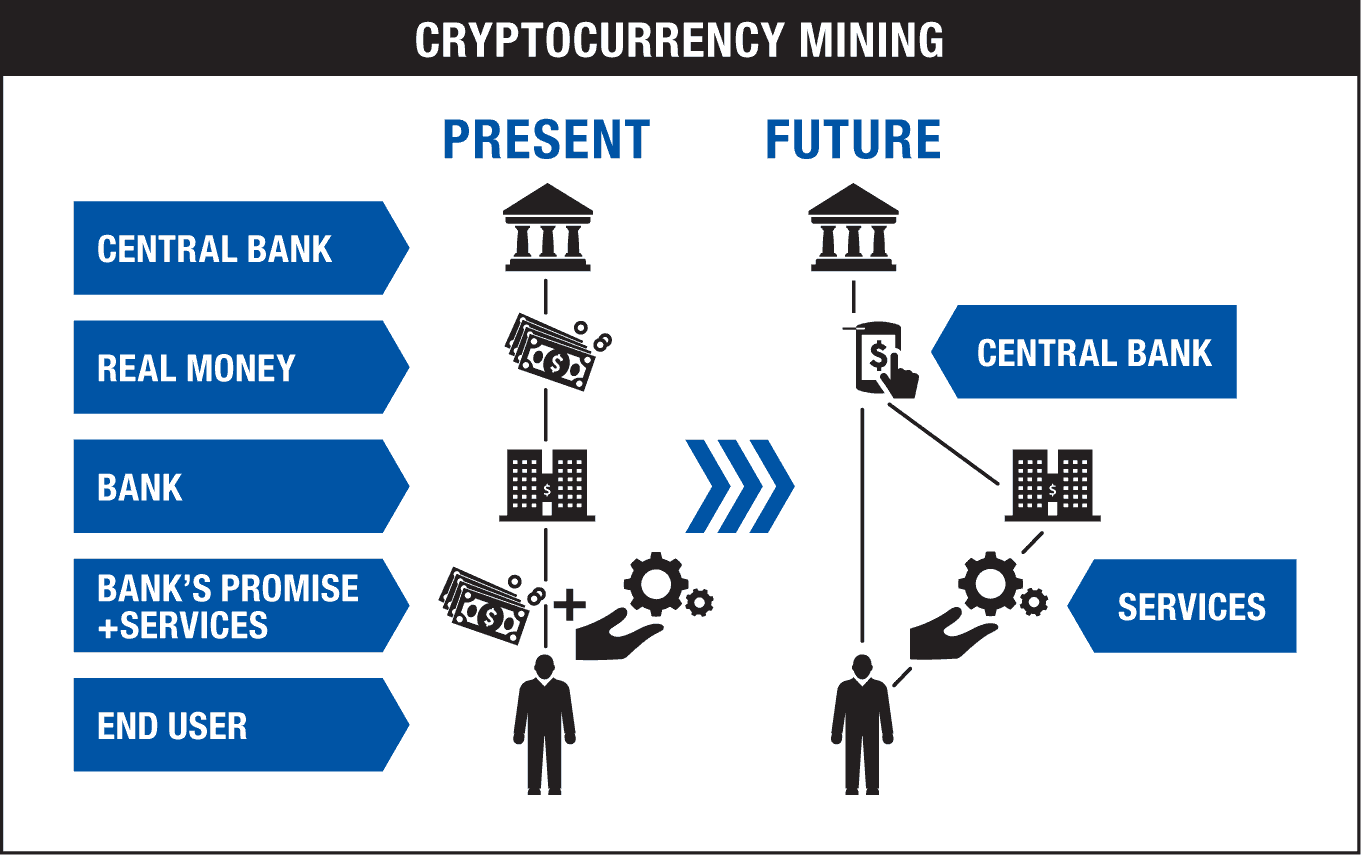 CRYPTOCURRENCY MINING
PRESENT
FUTURE
CENTRAL BANK
REAL MONEY
BANK
BANK'S PROMISE
+SERVICES
END USER
$
$
$
+
$
CENTRAL BANK
$
SERVICES